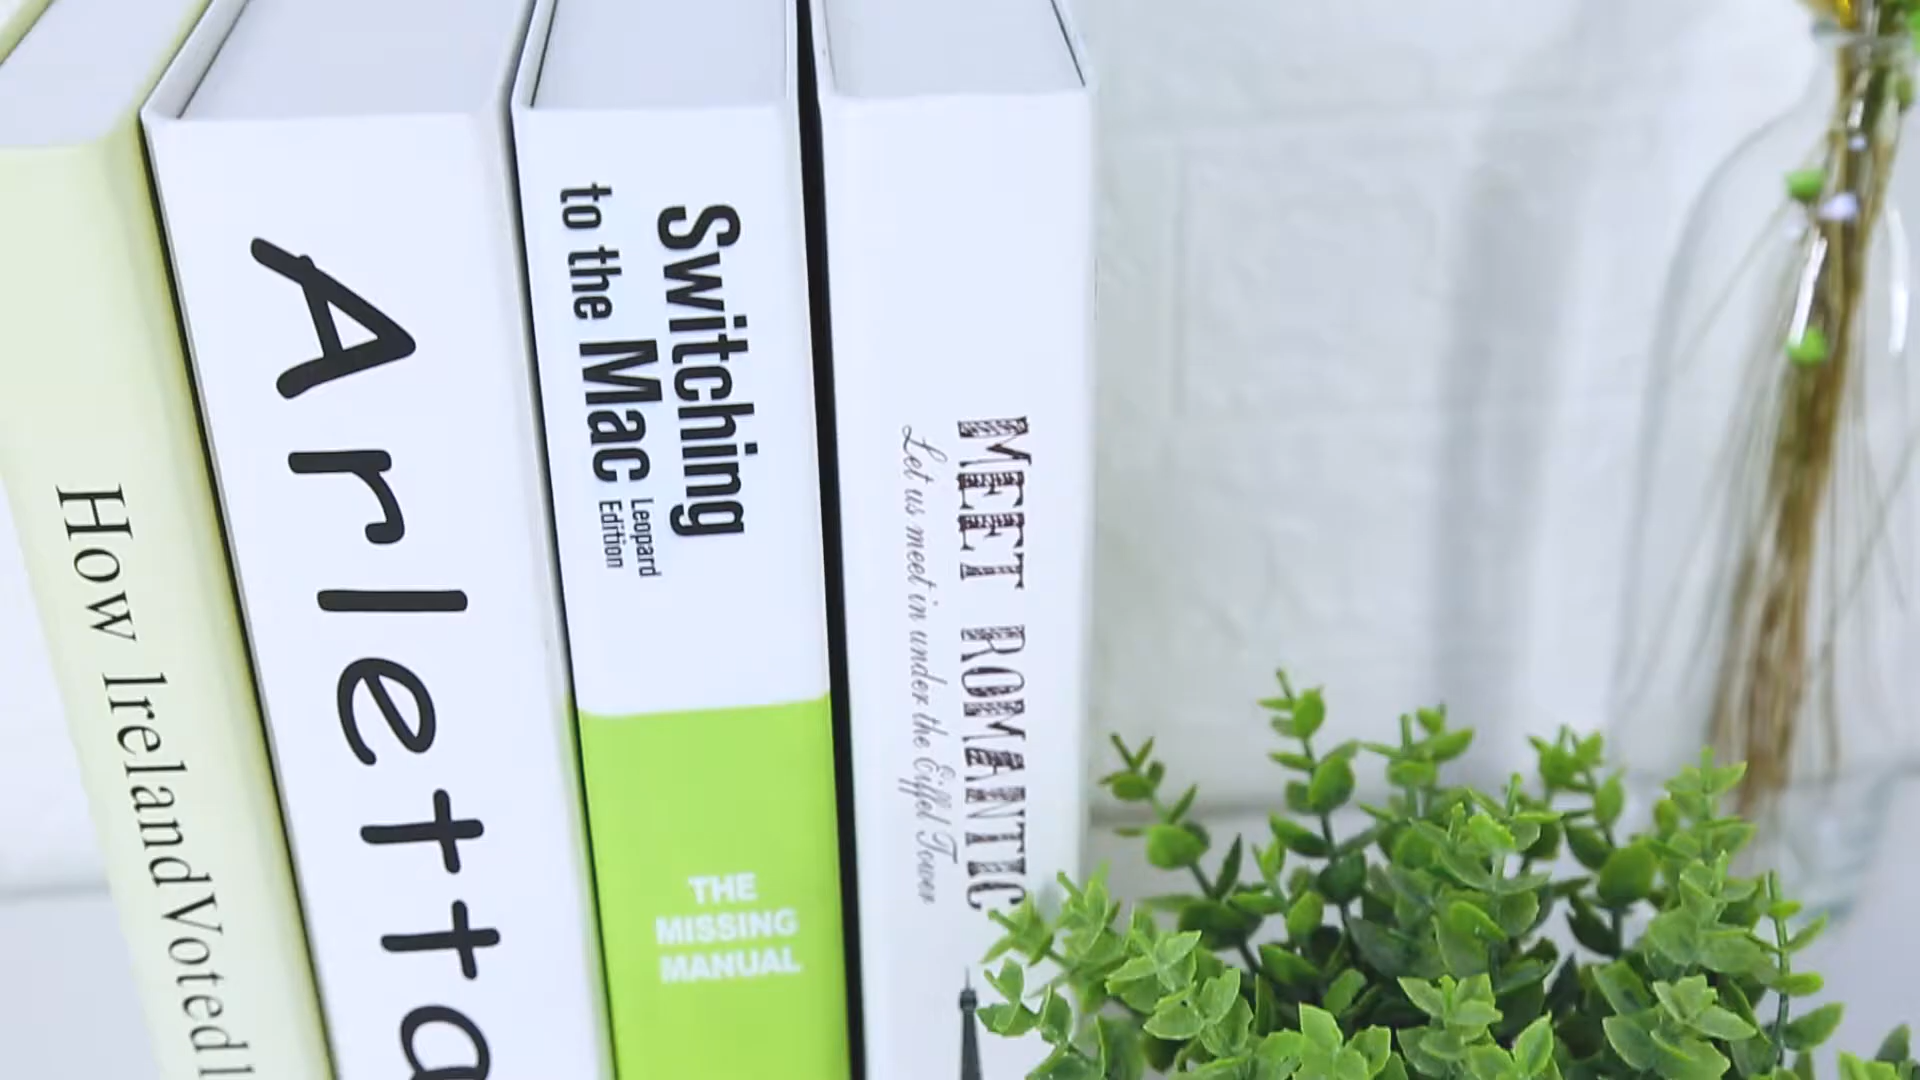 How IrelandVoted
Arletta
Switching
to the Mac
Leopard
Edition
THE
MISSING
MANUAL
MEET ROMANTIC
Let us meet in under the Eiffel Tower